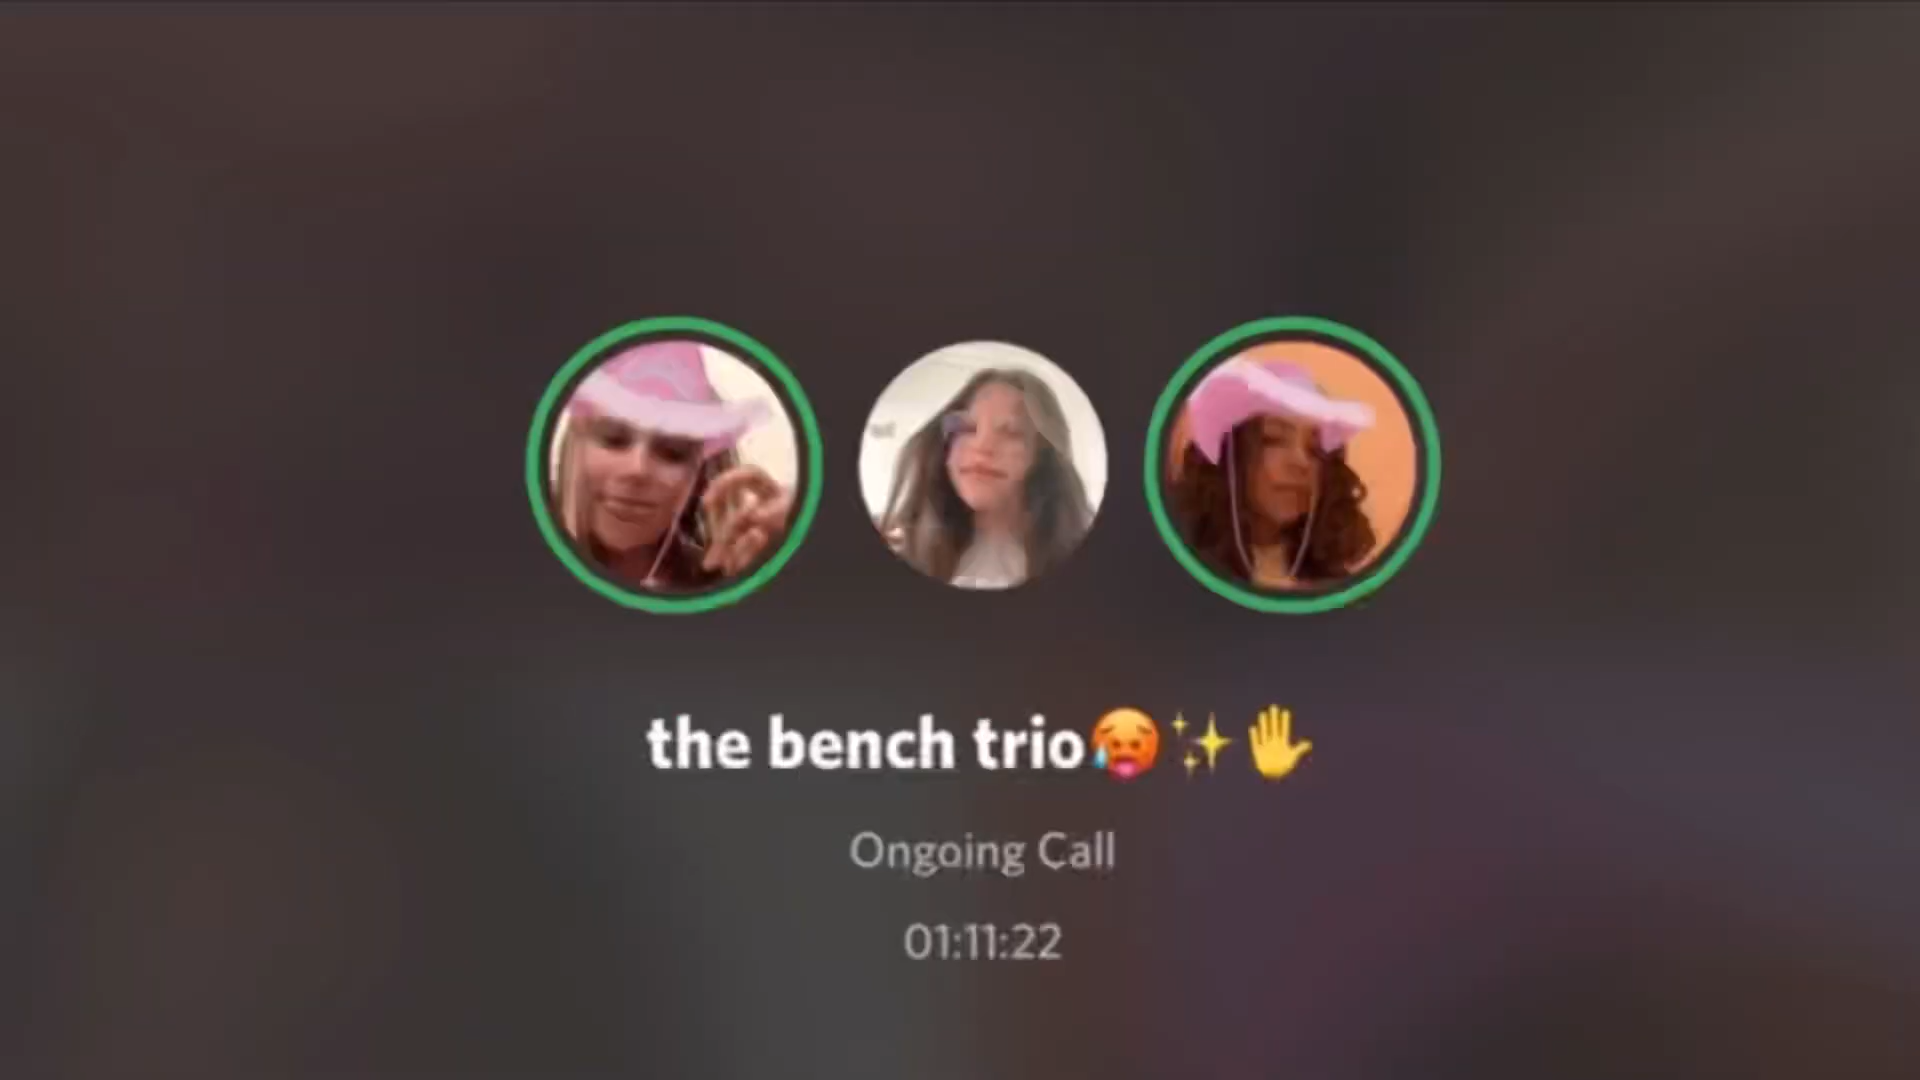 the bench trio🥵✨✋
Ongoing Call
01:11:22